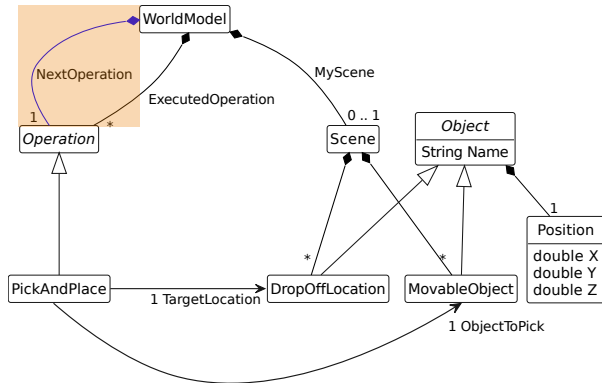 WorldModel
NextOperation
MyScene
ExecutedOperation
1
*
0 .. 1
Operation
Scene
Object
String Name
1
Position
double X
double Y
double Z
*
*
PickAndPlace
DropOffLocation
MovableObject
1 TargetLocation
1 ObjectToPick